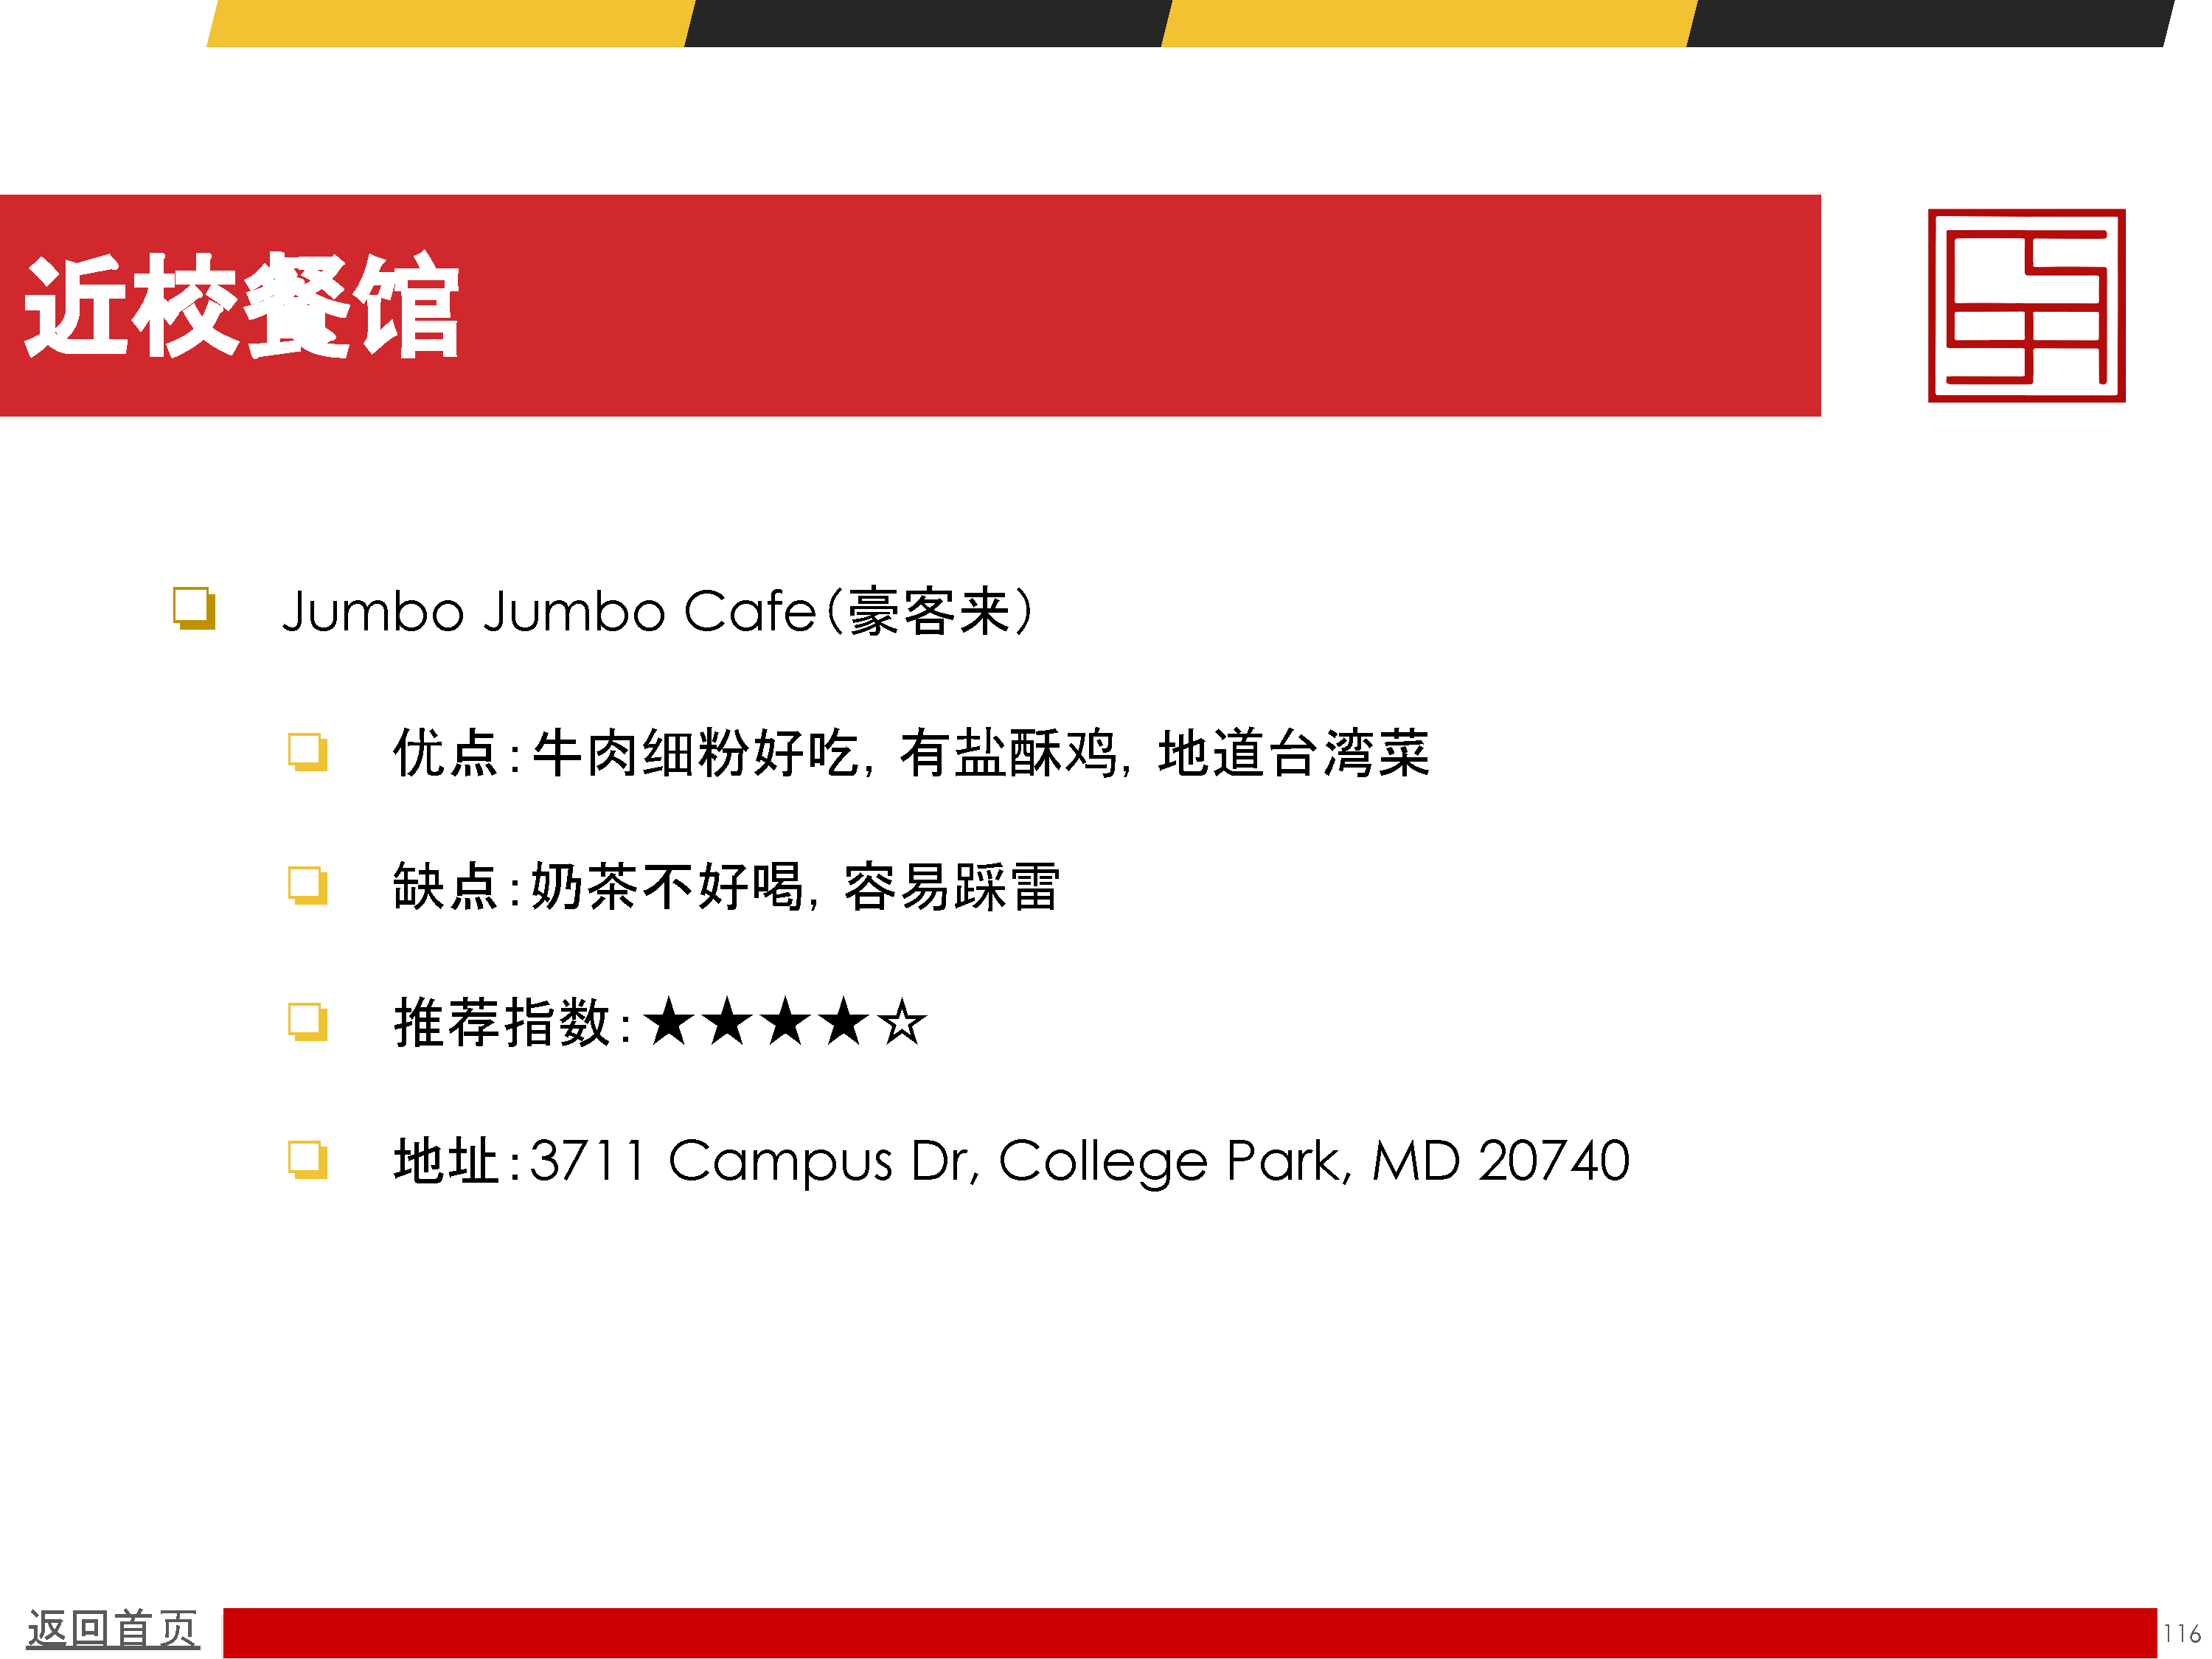 近校餐馆
Jumbo Jumbo Cafe（豪客来）
优点：牛肉细粉好吃，有盐酥鸡，地道台湾菜
缺点：奶茶不好喝，容易踩雷
推荐指数：★★★★☆
地址：3711 Campus Dr, College Park, MD 20740
返回首页
116